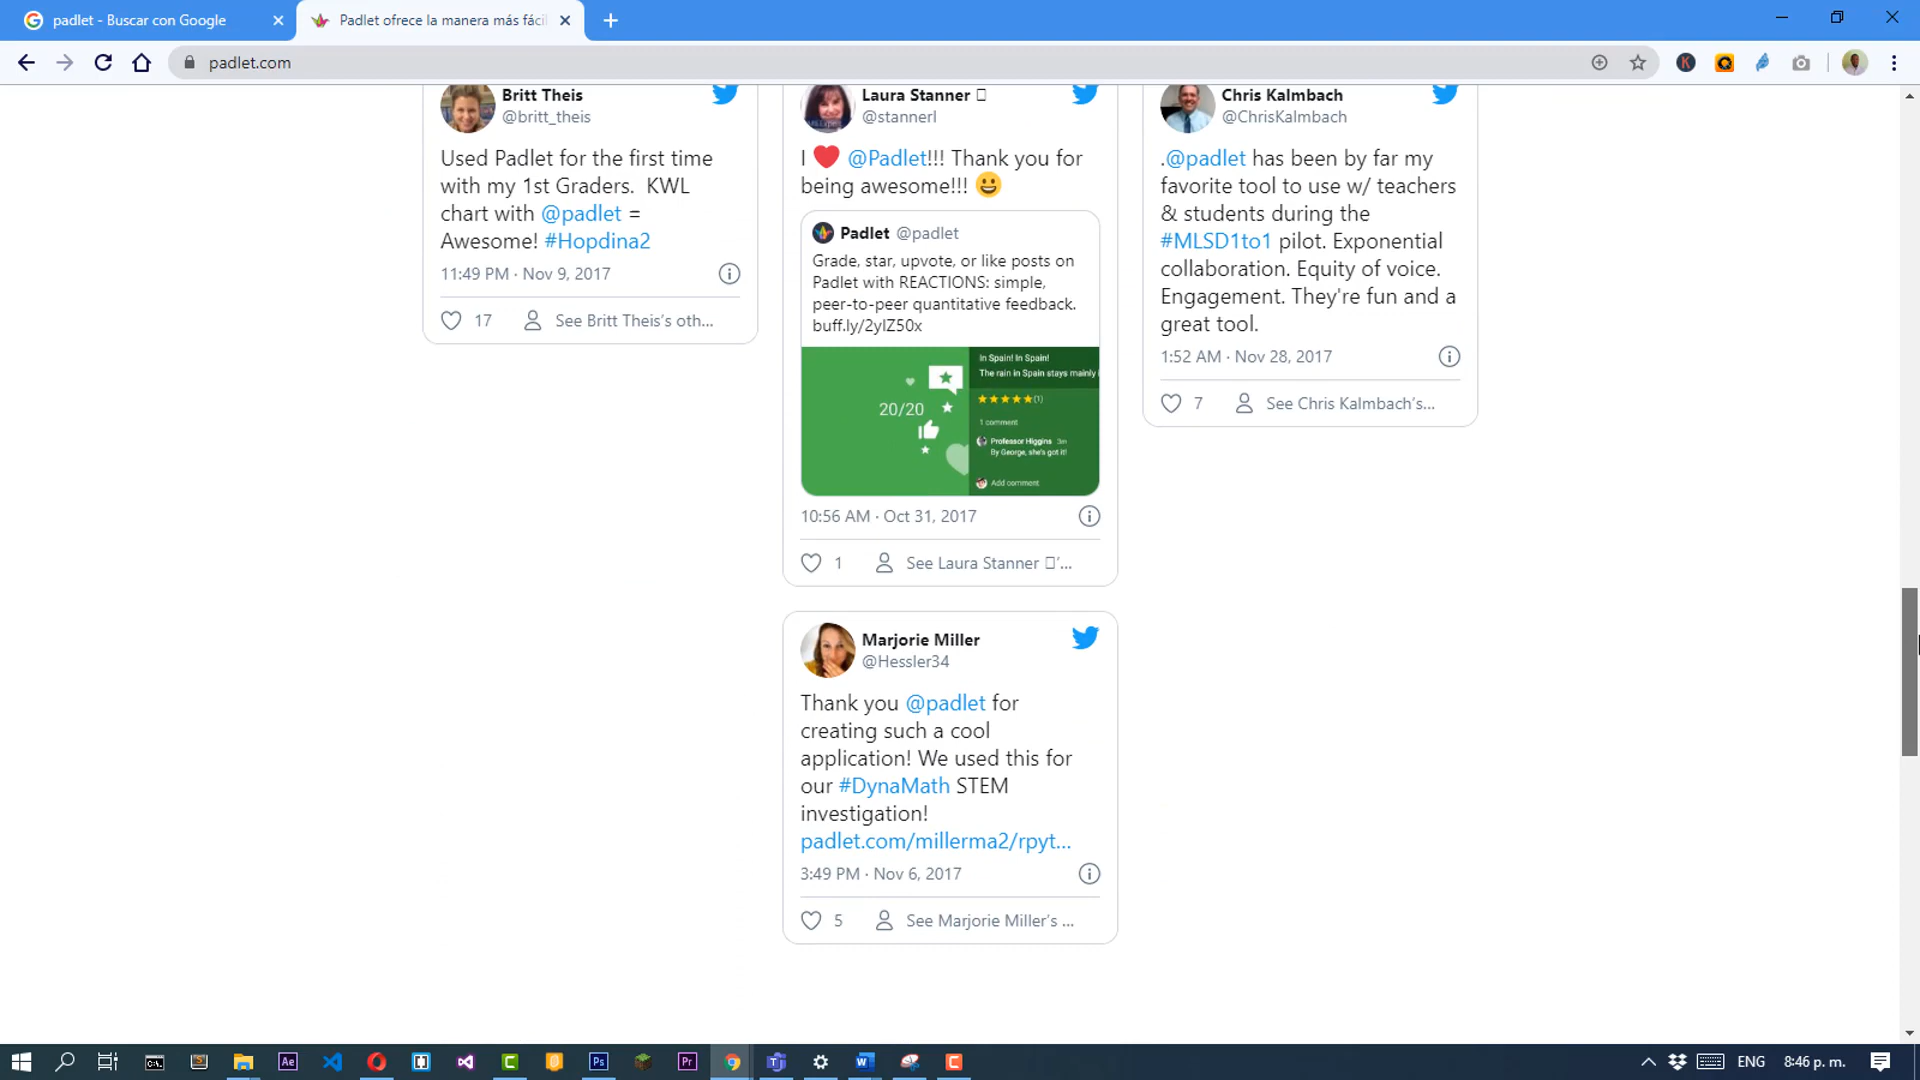 padlet - Buscar con Google
Padlet ofrece la manera más fácil
padlet.com
Britt Theis
@britt_theis
Used Padlet for the first time
with my 1st Graders. KWL
chart with @padlet =
Awesome! #Hopdina2
11:49 PM · Nov 9, 2017
17 See Britt Theis's oth...
Laura Stanner
@stannerl
I ❤️ @Padlet!!! Thank you for
being awesome!!! 😀
Padlet @padlet
Grade, star, upvote, or like posts on
Padlet with REACTIONS: simple,
peer-to-peer quantitative feedback.
buff.ly/2ylZ50x
20/20
In Spain! In Spain!
The rain in Spain stays mainly
(1)
1 comment
Professor Higgins 3m
By George, she's got it!
Add comment
10:56 AM · Oct 31, 2017
1 See Laura Stanner '...
Marjorie Miller
@Hessler34
Thank you @padlet for
creating such a cool
application! We used this for
our #DynaMath STEM
investigation!
padlet.com/millerma2/rpyt...
3:49 PM · Nov 6, 2017
5 See Marjorie Miller's ...
Chris Kalmbach
@ChrisKalmbach
.@padlet has been by far my
favorite tool to use w/ teachers
& students during the
#MLSD1to1 pilot. Exponential
collaboration. Equity of voice.
Engagement. They're fun and a
great tool.
1:52 AM · Nov 28, 2017
7 See Chris Kalmbach's...
ENG 8:46 p. m.